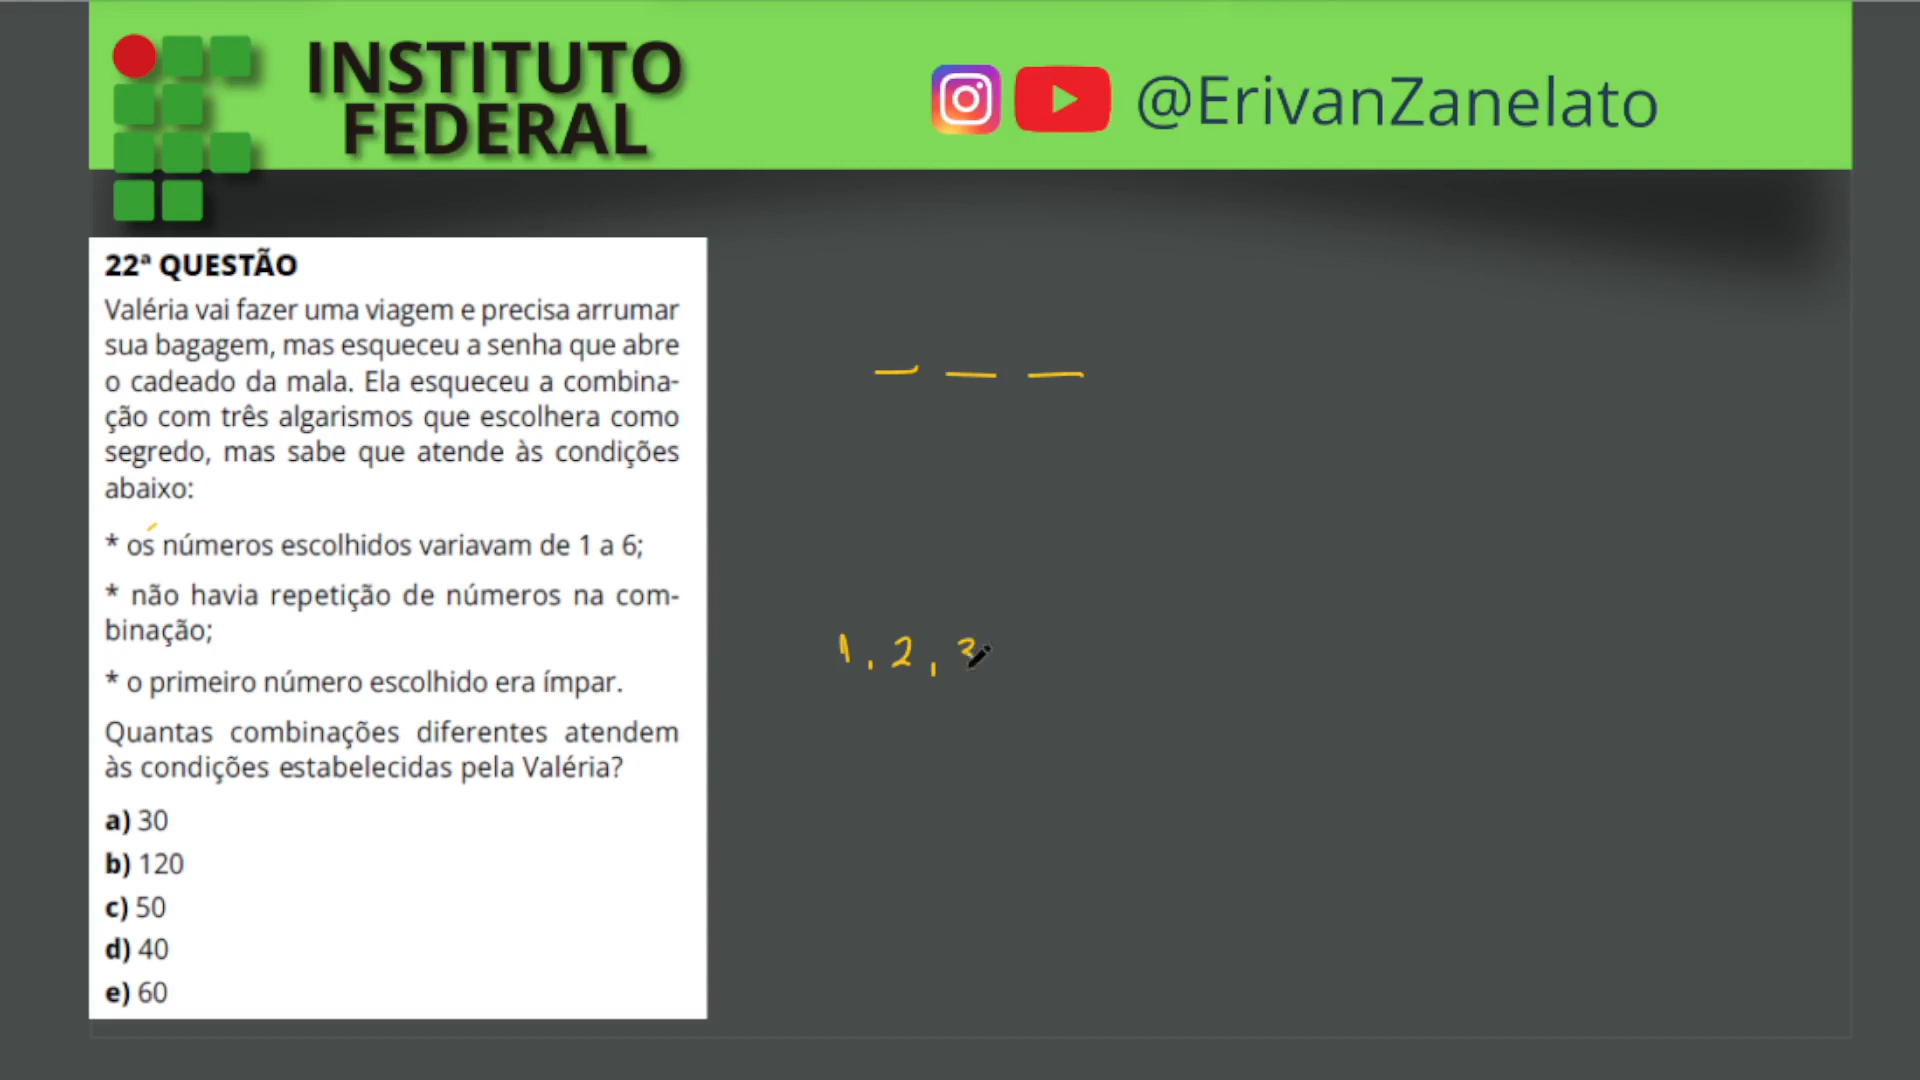 INSTITUTO
FEDERAL
@ErivanZanelato
22ª QUESTÃO
Valéria vai fazer uma viagem e precisa arrumar
sua bagagem, mas esqueceu a senha que abre
o cadeado da mala. Ela esqueceu a combina-
ção com três algarismos que escolhera como
segredo, mas sabe que atende às condições
abaixo:
* os números escolhidos variavam de 1 a 6;
* não havia repetição de números na com-
binação;
* o primeiro número escolhido era ímpar.
Quantas combinações diferentes atendem
às condições estabelecidas pela Valéria?
a) 30
b) 120
c) 50
d) 40
e) 60
1, 2, 3